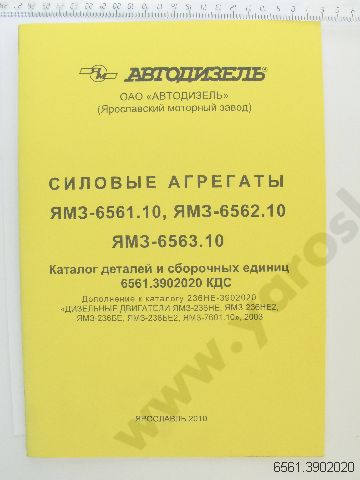 АВТОДИЗЕЛЬ
ОАО «АВТОДИЗЕЛЬ»
(Ярославский моторный завод)
СИЛОВЫЕ АГРЕГАТЫ
ЯМЗ-6561.10, ЯМЗ-6562.10
ЯМЗ-6563.10
Каталог деталей и сборочных единиц
6561.3902020 КДС
Дополнение к каталогу 236НЕ-3902020
«ДИЗЕЛЬНЫЕ ДВИГАТЕЛИ ЯМЗ-236НЕ, ЯМЗ-236НЕ2,
ЯМЗ-236БЕ, ЯМЗ-236БЕ2, ЯМЗ-7601.10», 2003
ЯРОСЛАВЛЬ 2010
6561.3902020